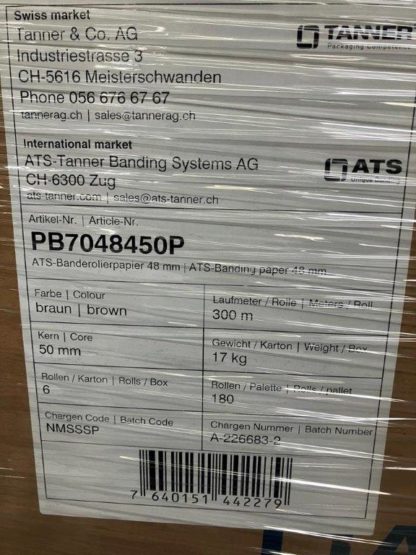 Swiss market
Tanner & Co. AG
Industriestrasse 3
CH-5616 Meisterschwanden
Phone 056 676 67 67
tannerag.ch | sales@tannerag.ch
TANNER
Packaging Competence
International market
ATS-Tanner Banding Systems AG
CH-6300 Zug
ats-tanner.com | sales@ats-tanner.ch
ATS
Unique Banding
Artikel-Nr. | Article-Nr.
PB7048450P
ATS-Banderolierpapier 48 mm | ATS-Banding paper 48 mm
Farbe | Colour
braun | brown
Laufmeter / Rolle | Meters / Roll
300 m
Kern | Core
50 mm
Gewicht / Karton | Weight / Box
17 kg
Rollen / Karton | Rolls / Box
6
Rollen / Palette | Rolls / pallet
180
Chargen Code | Batch Code
NMSSSP
Chargen Nummer | Batch Number
A-226683-2
7 640151 442279